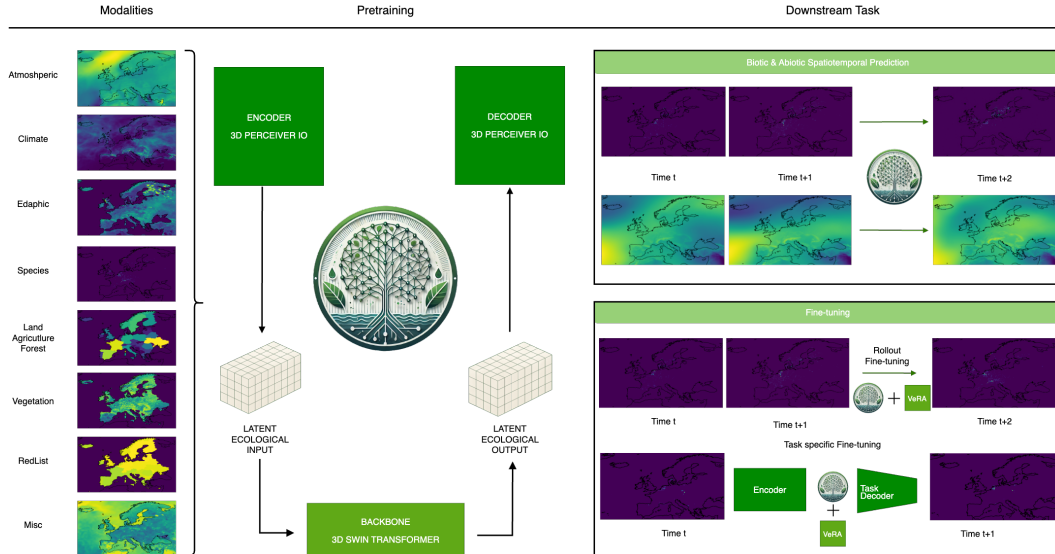 Modalities
Pretraining
Downstream Task
Atmoshperic
Climate
Edaphic
Species
Land
Agricutlure
Forest
Vegetation
RedList
Misc
ENCODER
3D PERCEIVER IO
DECODER
3D PERCEIVER IO
LATENT
ECOLOGICAL
INPUT
LATENT
ECOLOGICAL
OUTPUT
BACKBONE
3D SWIN TRANSFORMER
Biotic & Abiotic Spatiotemporal Prediction
Time t
Time t+1
Time t+2
Fine-tuning
Rollout
Fine-tuning
VeRA
Time t
Time t+1
Time t+2
Task specific Fine-tuning
Encoder
Task
Decoder
VeRA
Time t
Time t+1